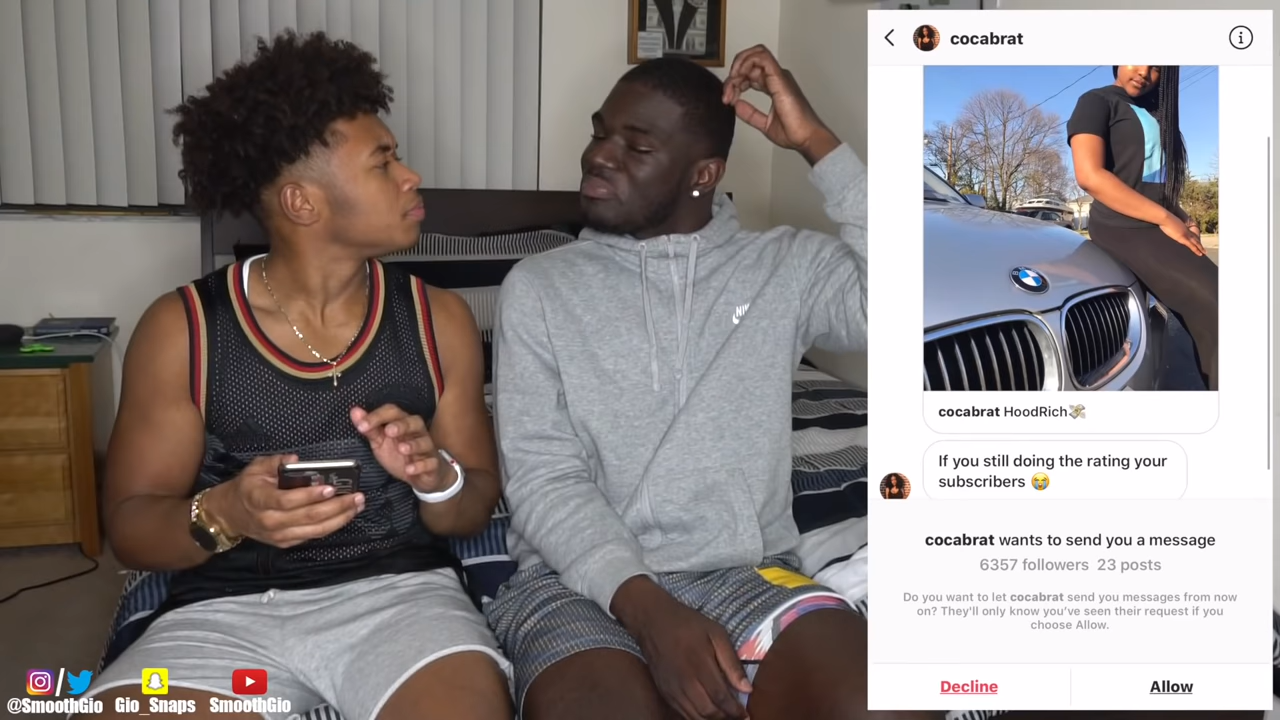 cocabrat
cocabrat HoodRich💸
If you still doing the rating your
subscribers 😭
cocabrat wants to send you a message
6357 followers 23 posts
Do you want to let cocabrat send you messages from now
on? They'll only know you've seen their request if you
choose Allow.
Decline
Allow
@SmoothGio
Gio_Snaps
SmoothGio